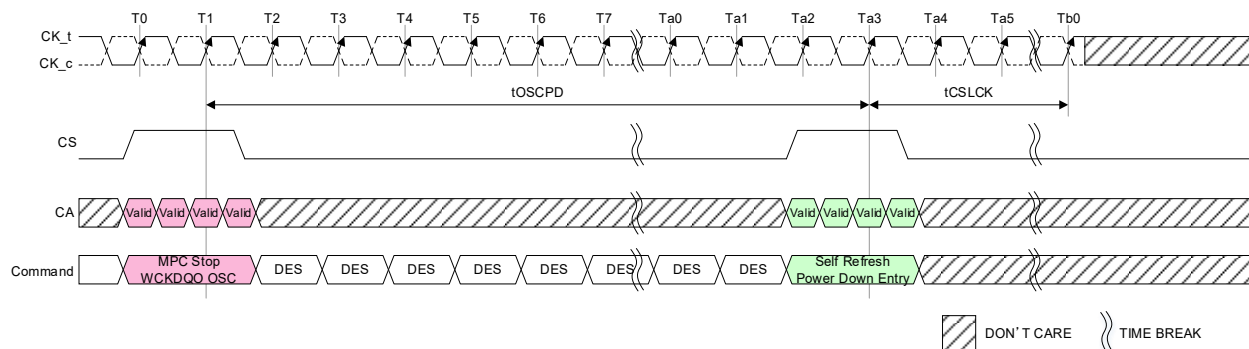 T0 T1 T2 T3 T4 T5 T6 T7 Ta0 Ta1 Ta2 Ta3 Ta4 Ta5 Tb0
CK_t
CK_c
tOSCPD tCSLCK
CS
CA Valid Valid Valid Valid Valid Valid Valid Valid
Command MPC Stop WCKDQO OSC DES DES DES DES DES DES DES DES Self Refresh Power Down Entry
DON'T CARE TIME BREAK